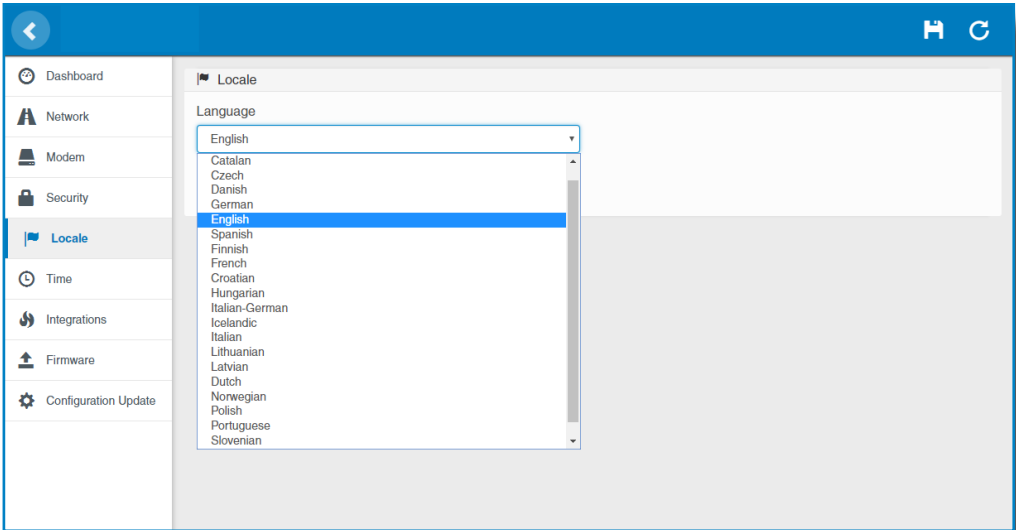 Dashboard
Network
Modem
Security
Locale
Time
Integrations
Firmware
Configuration Update
Locale
Language
English
Catalan
Czech
Danish
German
English
Spanish
Finnish
French
Croatian
Hungarian
Italian-German
Icelandic
Italian
Lithuanian
Latvian
Dutch
Norwegian
Polish
Portuguese
Slovenian